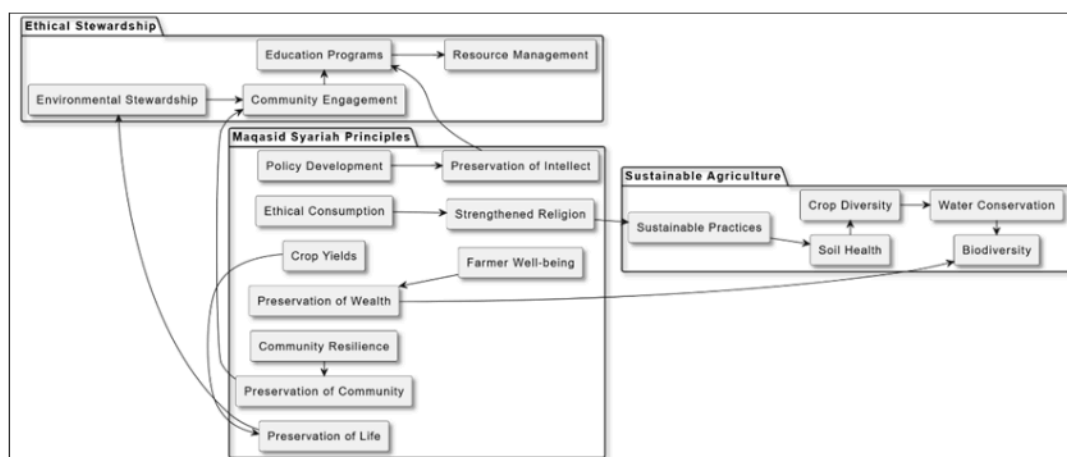 Ethical Stewardship
Education Programs
Resource Management
Environmental Stewardship
Community Engagement
Maqasid Syariah Principles
Policy Development
Preservation of Intellect
Ethical Consumption
Strengthened Religion
Crop Yields
Farmer Well-being
Preservation of Wealth
Community Resilience
Preservation of Community
Preservation of Life
Sustainable Agriculture
Crop Diversity
Water Conservation
Sustainable Practices
Soil Health
Biodiversity